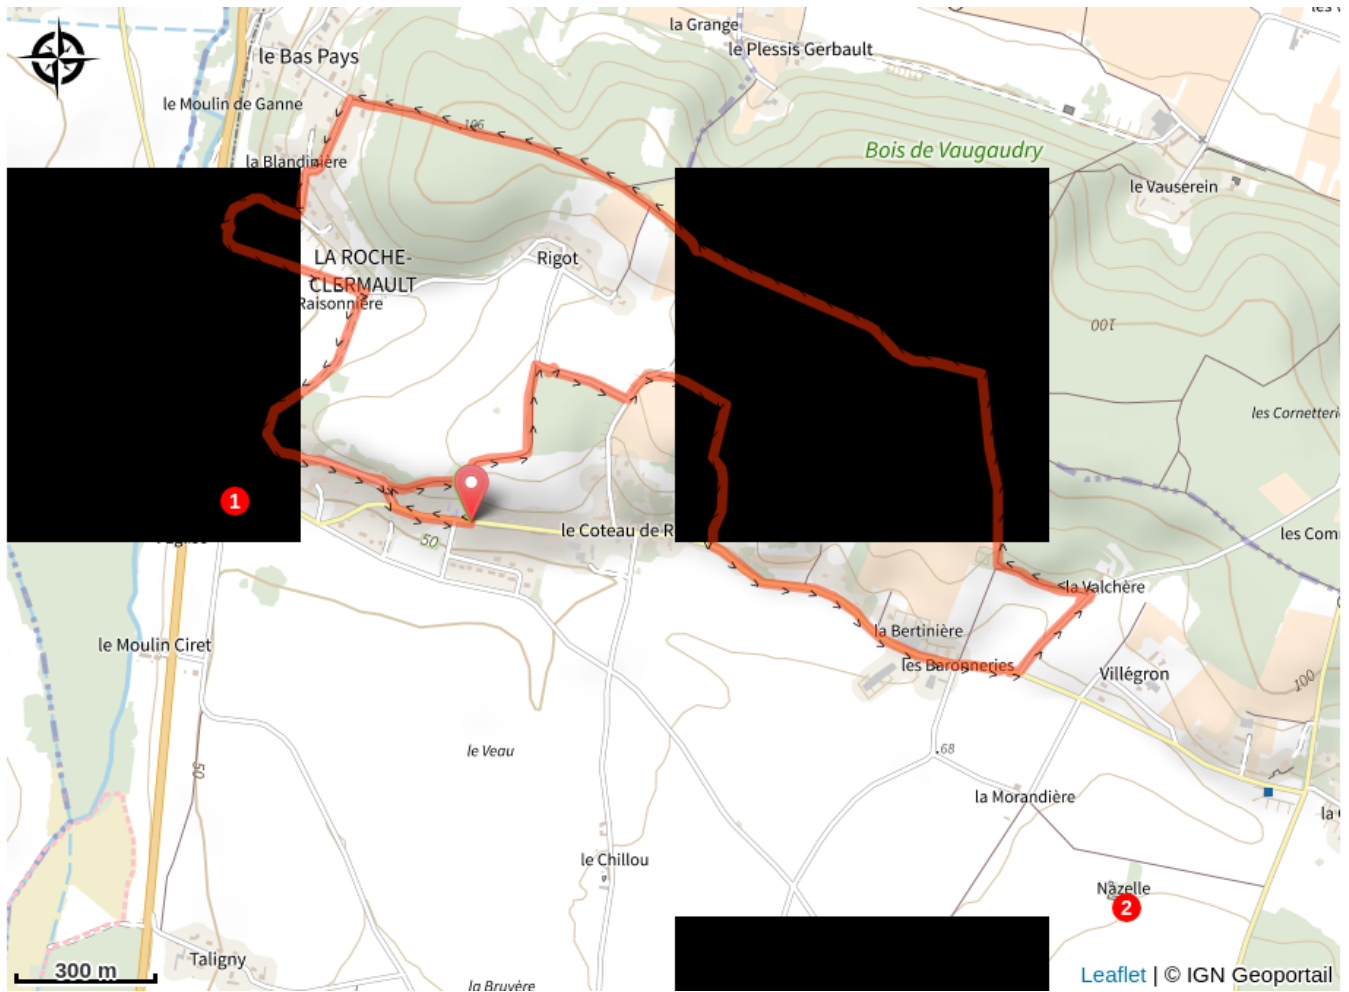 la Grange
le Bas Pays
le Plessis Gerbault
le Moulin de Ganne
106
Bois de Vaugaudry
la Blandinière
le Vauserein
LA ROCHE-
CLERMAULT
Rigot
Raisonnière
100
les Cornetteri
1
le Coteau de R
50
les Com
la Valchère
la Bertinière
le Moulin Ciret
les Baronneries
Villégron
100
le Veau
68
50
la Morandière
la
le Chillou
Nazelle
2
Taligny
300 m
la Bruyère
Leaflet | © IGN Geoportail